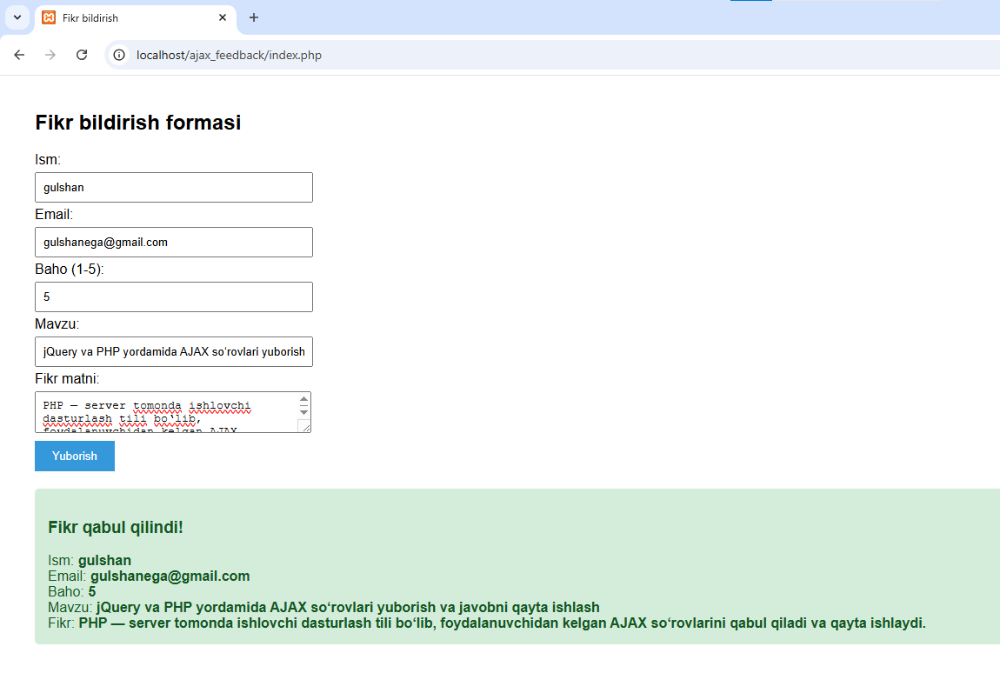 Fikr bildirish
localhost/ajax_feedback/index.php
Fikr bildirish formasi
Ism:
gulshan
Email:
gulshanega@gmail.com
Baho (1-5):
5
Mavzu:
jQuery va PHP yordamida AJAX so‘rovlari yuborish
Fikr matni:
PHP — server tomonda ishlovchi
dasturlash tili bo‘lib,
foydalanuvchidan kelgan AJAX
Yuborish
Fikr qabul qilindi!
Ism: gulshan
Email: gulshanega@gmail.com
Baho: 5
Mavzu: jQuery va PHP yordamida AJAX so‘rovlari yuborish va javobni qayta ishlash
Fikr: PHP — server tomonda ishlovchi dasturlash tili bo‘lib, foydalanuvchidan kelgan AJAX so‘rovlarini qabul qiladi va qayta ishlaydi.